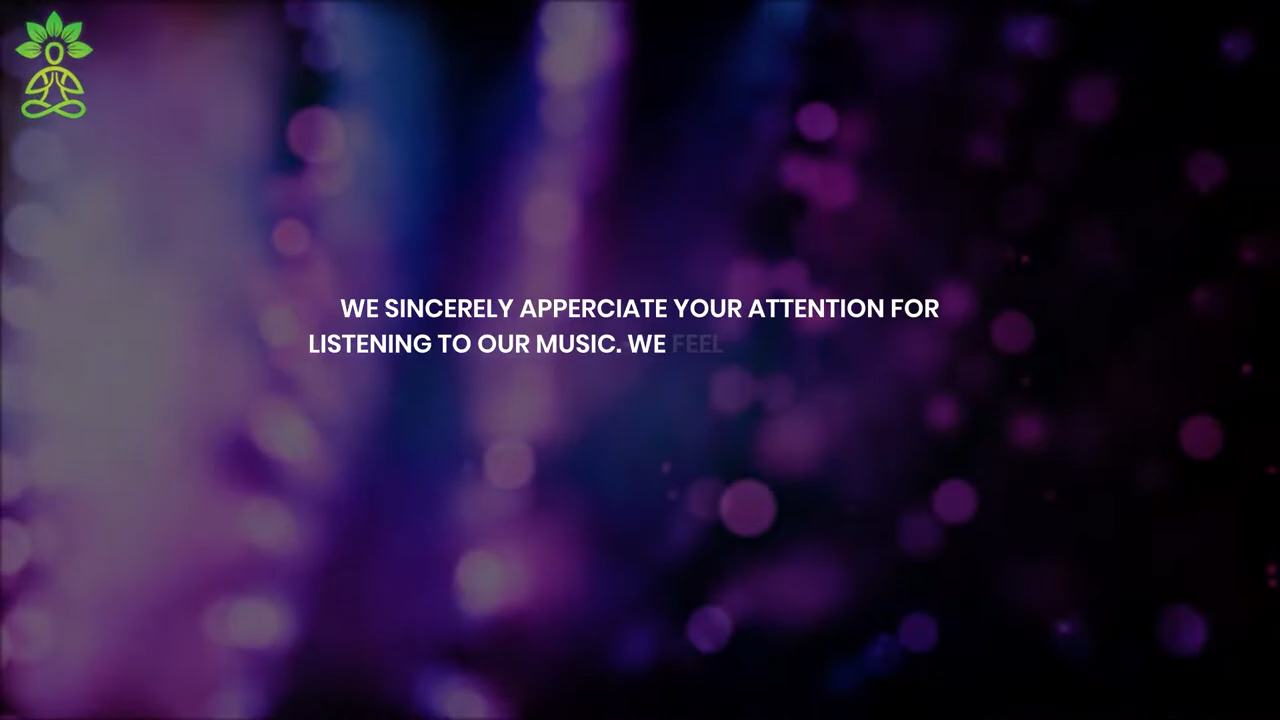 WE SINCERELY APPERCIATE YOUR ATTENTION FOR
LISTENING TO OUR MUSIC. WE FEEL